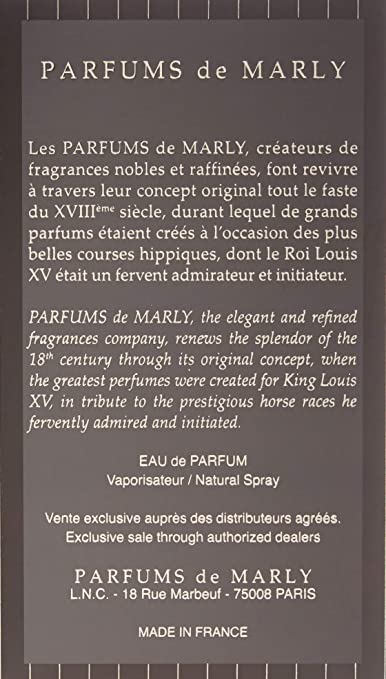 PARFUMS de MARLY
Les PARFUMS de MARLY, créateurs de
fragrances nobles et raffinées, font revivre
à travers leur concept original tout le faste
du XVIIIème siècle, durant lequel de grands
parfums étaient créés à l'occasion des plus
belles courses hippiques, dont le Roi Louis
XV était un fervent admirateur et initiateur.
PARFUMS de MARLY, the elegant and refined
fragrances company, renews the splendor of the
18th century through its original concept, when
the greatest perfumes were created for King Louis
XV, in tribute to the prestigious horse races he
fervently admired and initiated.
EAU de PARFUM
Vaporisateur / Natural Spray
Vente exclusive auprès des distributeurs agréés.
Exclusive sale through authorized dealers
PARFUMS de MARLY
L.N.C. - 18 Rue Marbeuf - 75008 PARIS
MADE IN FRANCE